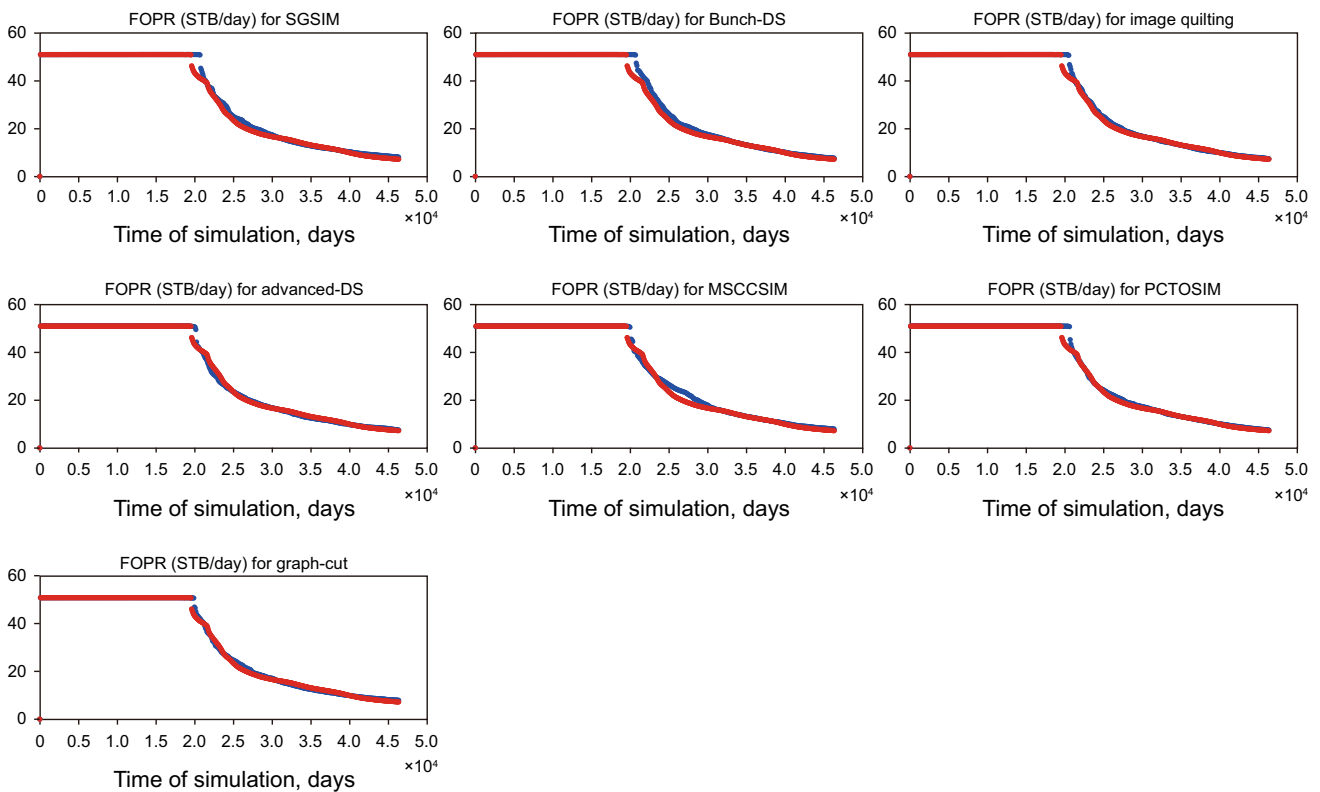 FOPR (STB/day) for SGSIM
60
40
20
0
0 0.5 1.0 1.5 2.0 2.5 3.0 3.5 4.0 4.5 5.0
×10⁴
Time of simulation, days
FOPR (STB/day) for Bunch-DS
60
40
20
0
0 0.5 1.0 1.5 2.0 2.5 3.0 3.5 4.0 4.5 5.0
×10⁴
Time of simulation, days
FOPR (STB/day) for image quilting
60
40
20
0
0 0.5 1.0 1.5 2.0 2.5 3.0 3.5 4.0 4.5 5.0
×10⁴
Time of simulation, days
FOPR (STB/day) for advanced-DS
60
40
20
0
0 0.5 1.0 1.5 2.0 2.5 3.0 3.5 4.0 4.5 5.0
×10⁴
Time of simulation, days
FOPR (STB/day) for MSCCSIM
60
40
20
0
0 0.5 1.0 1.5 2.0 2.5 3.0 3.5 4.0 4.5 5.0
×10⁴
Time of simulation, days
FOPR (STB/day) for PCTOSIM
60
40
20
0
0 0.5 1.0 1.5 2.0 2.5 3.0 3.5 4.0 4.5 5.0
×10⁴
Time of simulation, days
FOPR (STB/day) for graph-cut
60
40
20
0
0 0.5 1.0 1.5 2.0 2.5 3.0 3.5 4.0 4.5 5.0
×10⁴
Time of simulation, days